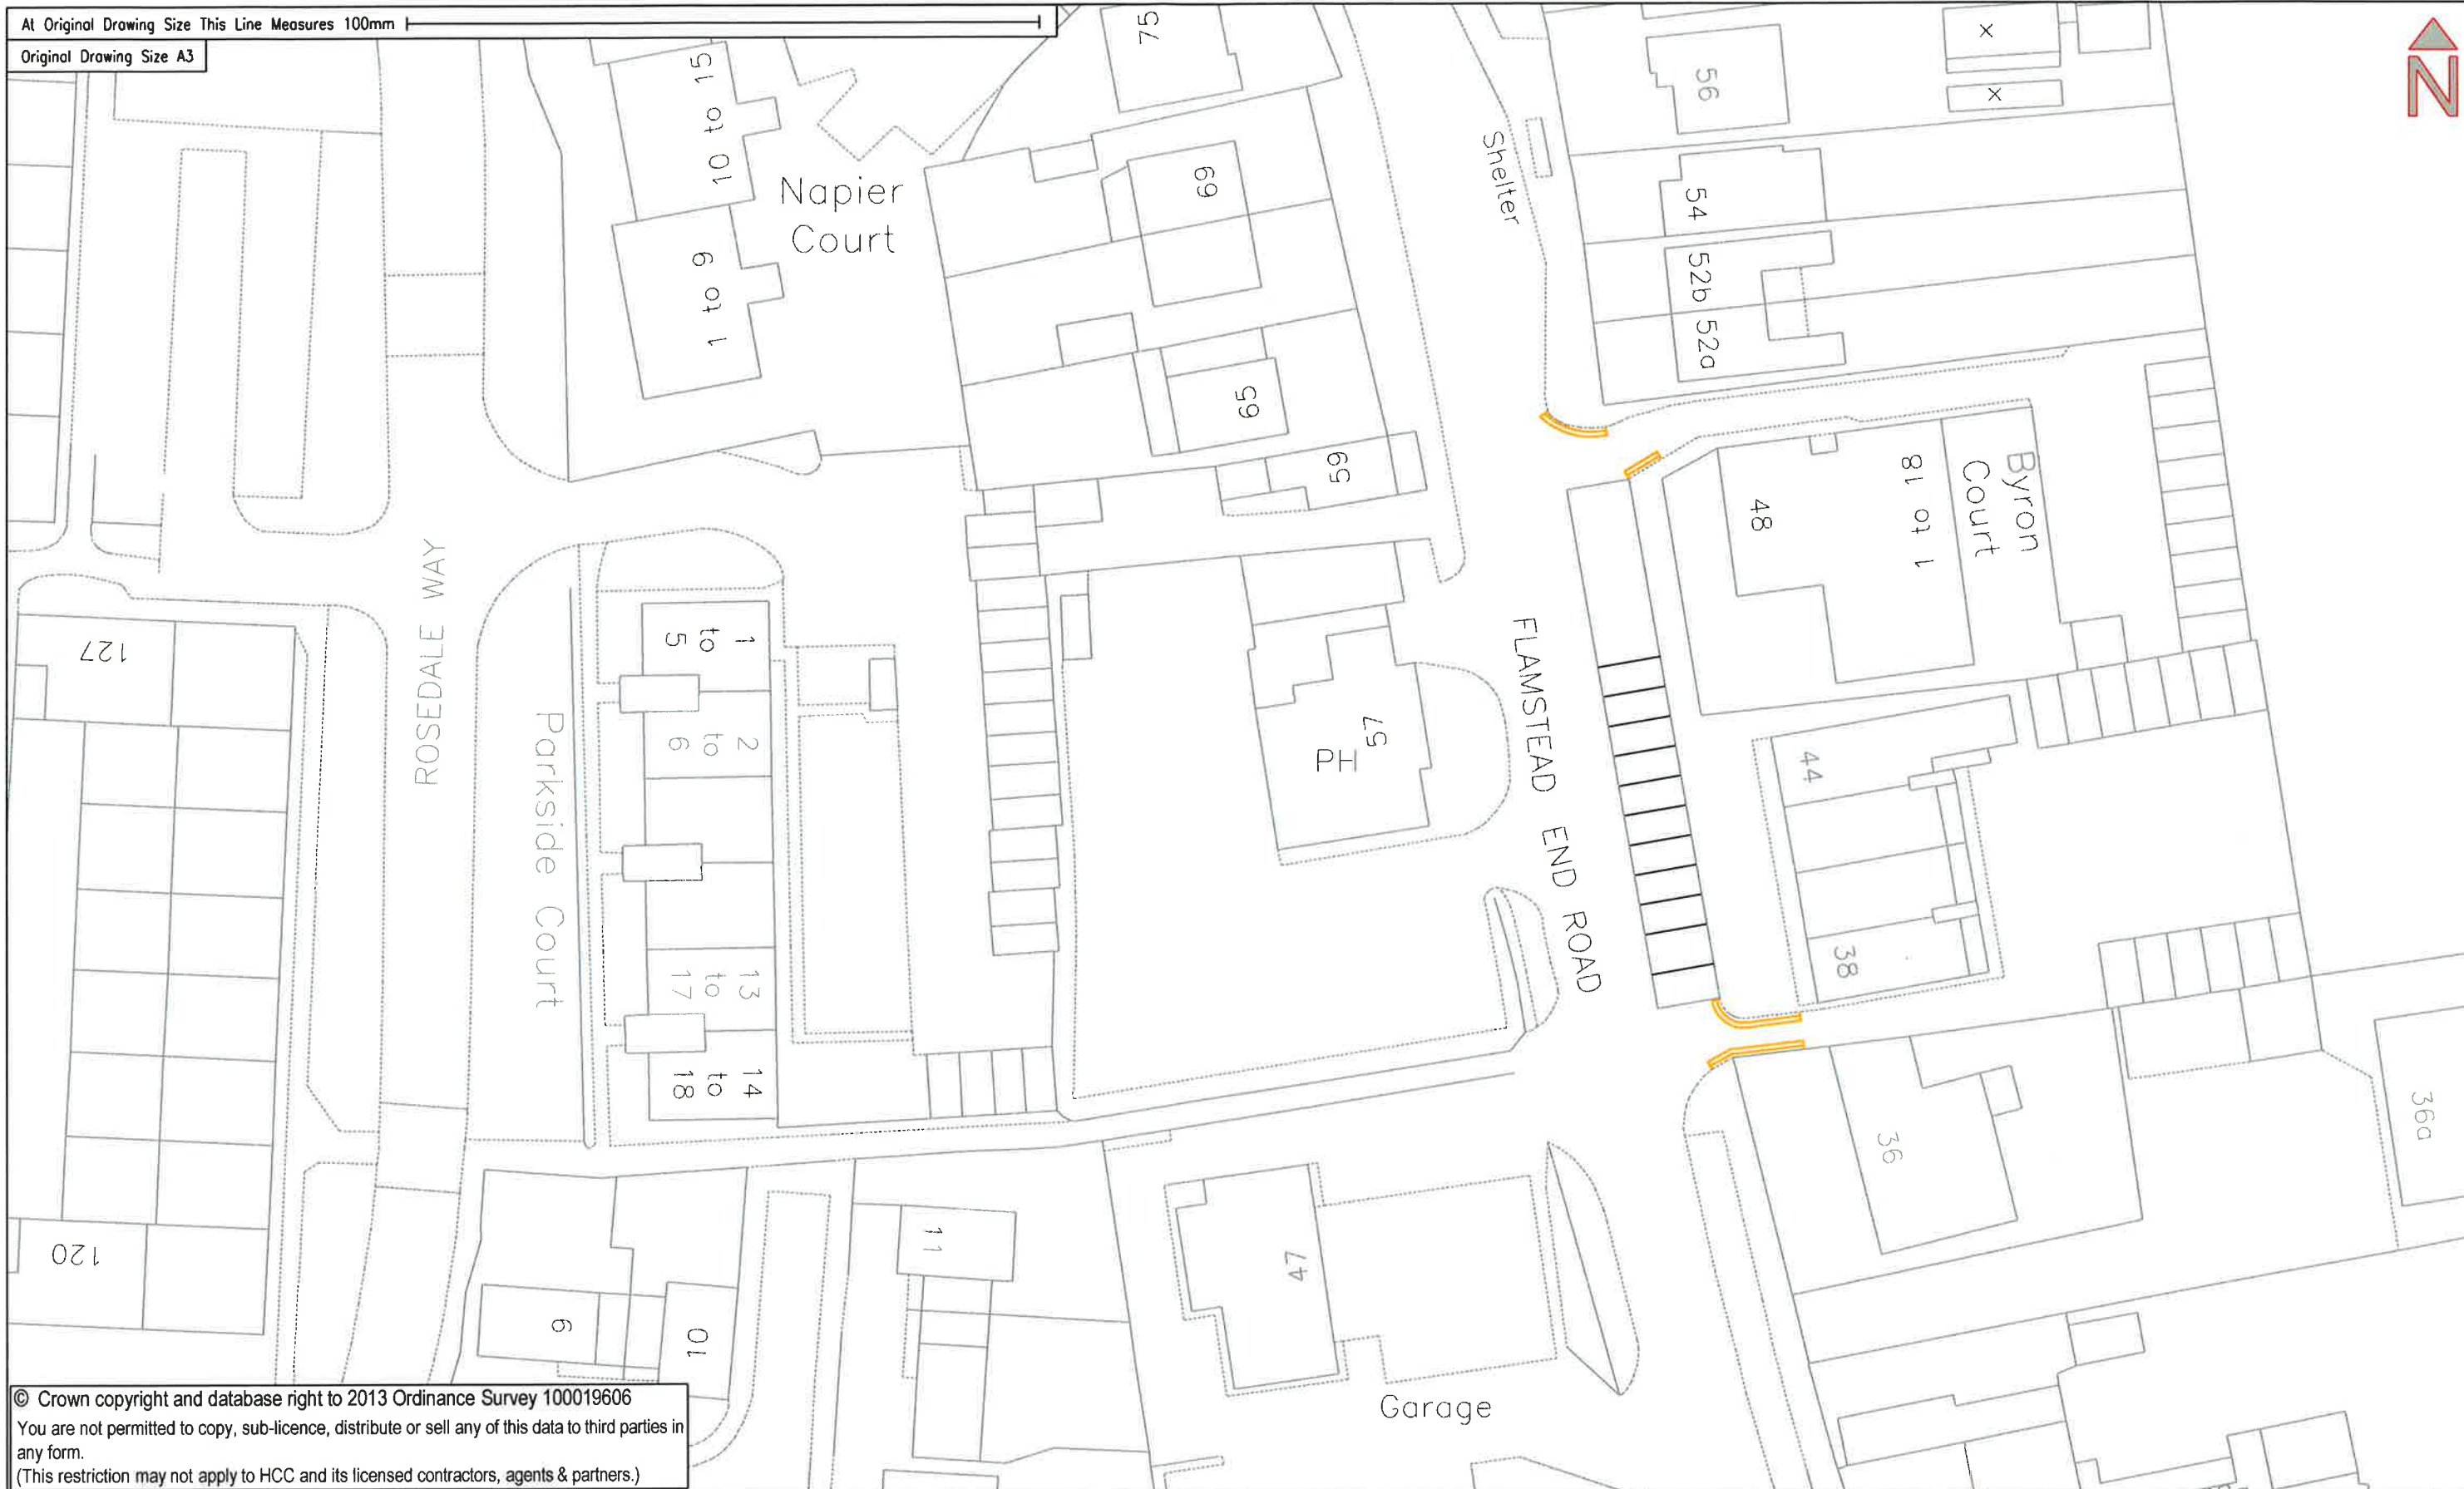 At Original Drawing Size This Line Measures 100mm
Original Drawing Size A3
N
75
56
X
X
10 to 15
Napier
Court
69
Shelter
54
1 to 9
52b
52a
65
59
48
1 to 18
Byron
Court
ROSEDALE WAY
127
1
to
5
Parkside Court
2
to
6
57
PH
FLAMSTEAD END ROAD
44
38
13
to
17
14
to
18
36
36a
120
11
47
9
10
Garage
© Crown copyright and database right to 2013 Ordinance Survey 100019606
You are not permitted to copy, sub-licence, distribute or sell any of this data to third parties in
any form.
(This restriction may not apply to HCC and its licensed contractors, agents & partners.)